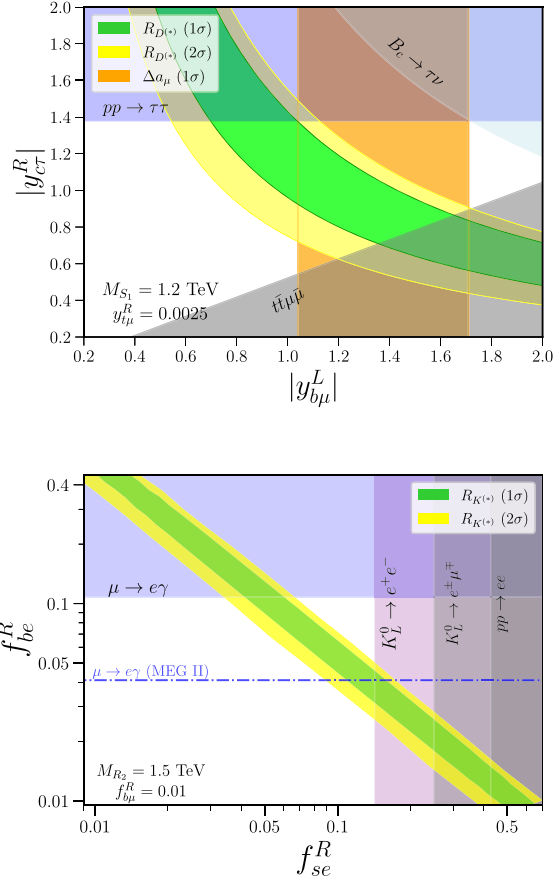 R_{D^{(*)}} (1σ)
R_{D^{(*)}} (2σ)
Δa_μ (1σ)
B_c → τν
pp → ττ
|y^R_{cτ}|
2.0
1.8
1.6
1.4
1.2
1.0
0.8
0.6
0.4
0.2
M_{S_1} = 1.2 TeV
y^R_{tμ} = 0.0025
tt̄μμ̄
0.2 0.4 0.6 0.8 1.0 1.2 1.4 1.6 1.8 2.0
|y^L_{bμ}|
R_{K^{(*)}} (1σ)
R_{K^{(*)}} (2σ)
μ → eγ
K^0_L → e^+e^-
K^0_L → e^±μ^∓
pp → ee
μ → eγ (MEG II)
f^R_{be}
0.4
0.1
0.05
0.01
M_{R_2} = 1.5 TeV
f^R_{bμ} = 0.01
0.01 0.05 0.1 0.5
f^R_{se}